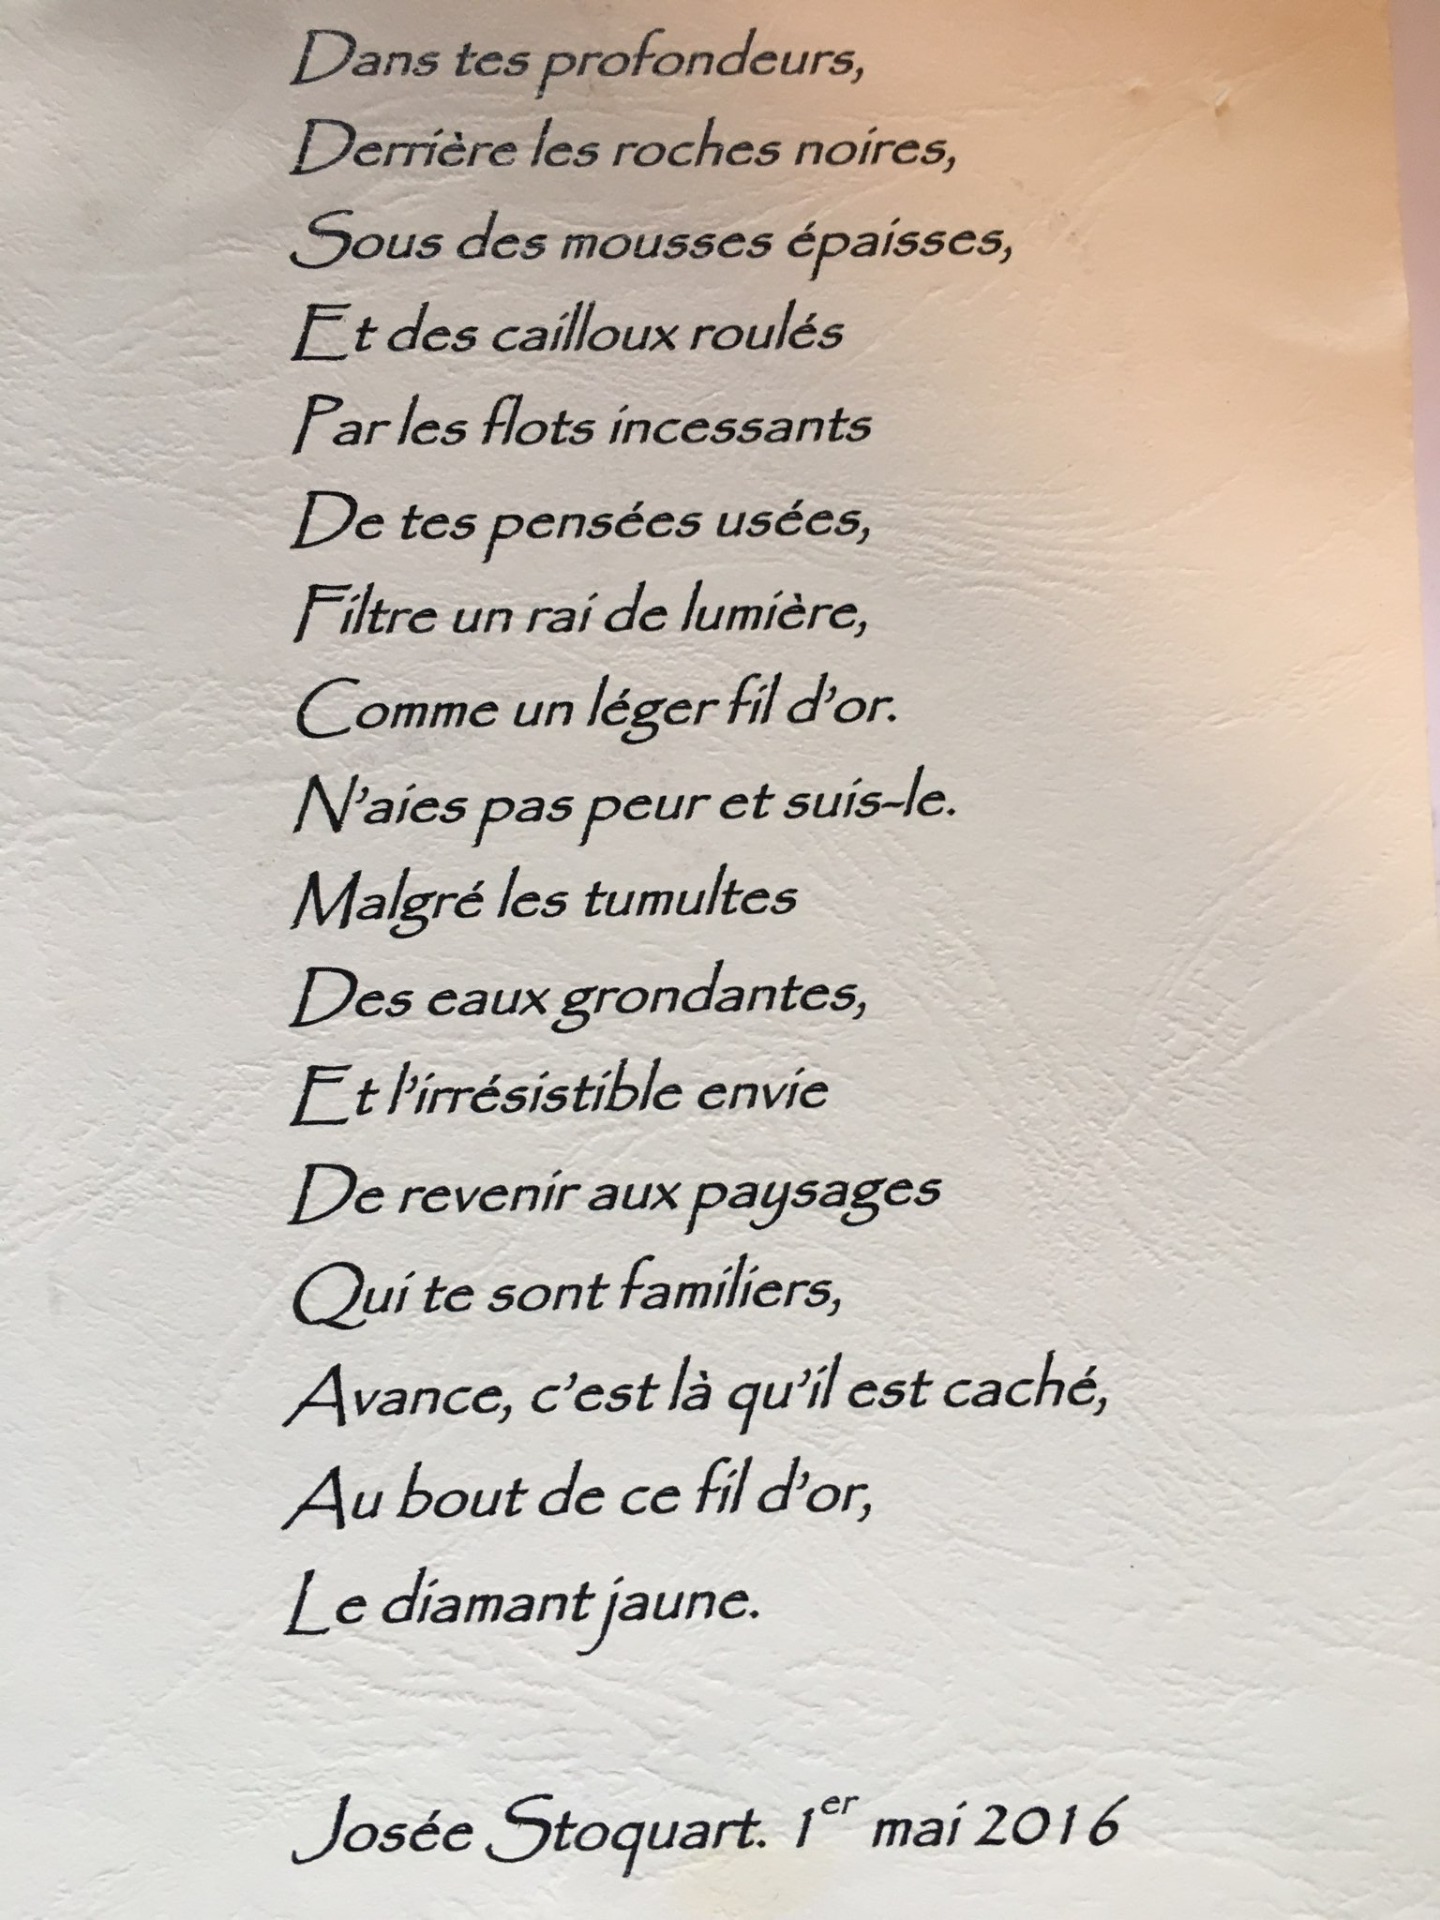 Dans tes profondeurs,
Derrière les roches noires,
Sous des mousses épaisses,
Et des cailloux roulés
Par les flots incessants
De tes pensées usées,
Filtre un rai de lumière,
Comme un léger fil d’or.
N’aies pas peur et suis-le.
Malgré les tumultes
Des eaux grondantes,
Et l’irrésistible envie
De revenir aux paysages
Qui te sont familiers,
Avance, c’est là qu’il est caché,
Au bout de ce fil d’or,
Le diamant jaune.
Josée Stoquart. 1er mai 2016